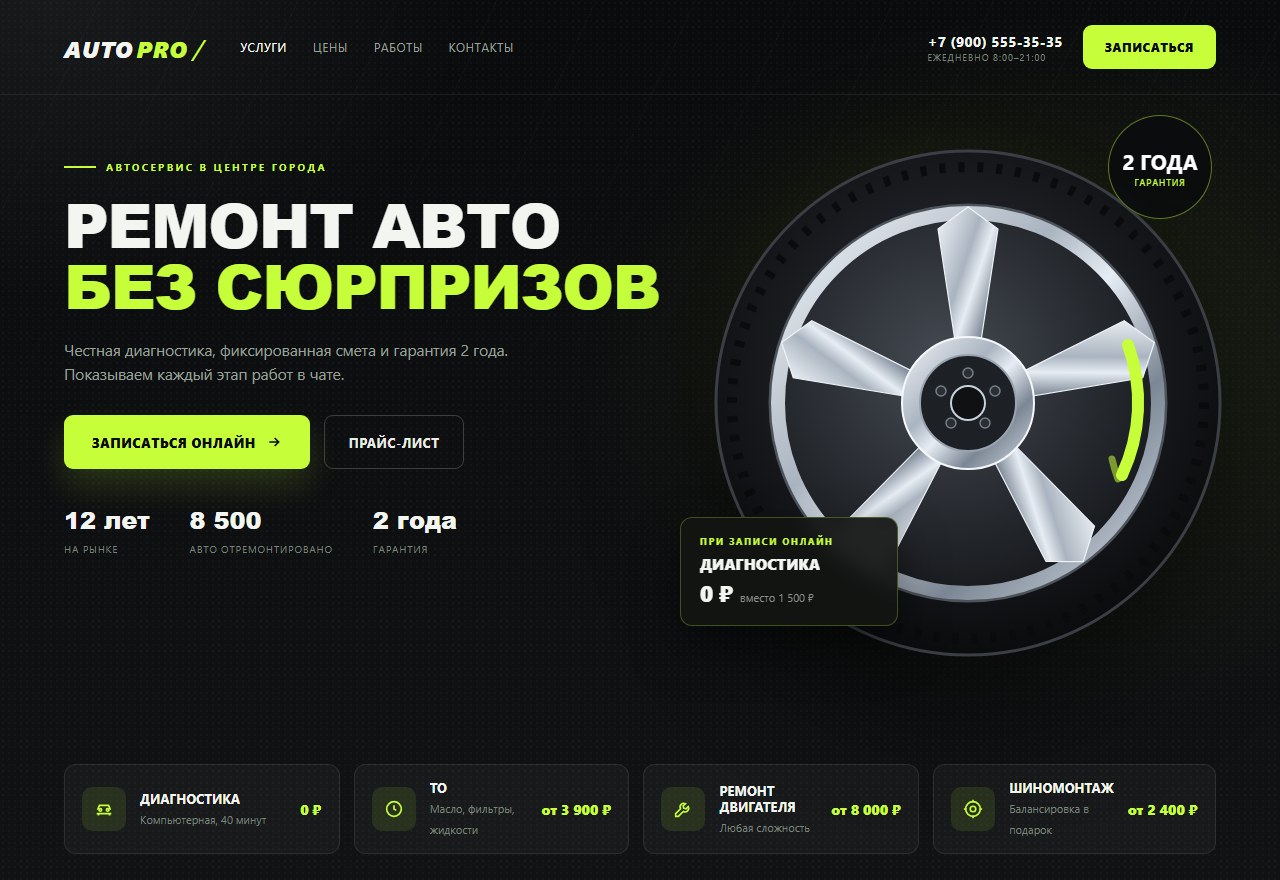 AUTO PRO /
УСЛУГИ
ЦЕНЫ
РАБОТЫ
КОНТАКТЫ
+7 (900) 555-35-35
ЕЖЕДНЕВНО 8:00–21:00
ЗАПИСАТЬСЯ
АВТОСЕРВИС В ЦЕНТРЕ ГОРОДА
РЕМОНТ АВТО
БЕЗ СЮРПРИЗОВ
Честная диагностика, фиксированная смета и гарантия 2 года.
Показываем каждый этап работ в чате.
ЗАПИСАТЬСЯ ОНЛАЙН →
ПРАЙС-ЛИСТ
12 лет
НА РЫНКЕ
8 500
АВТО ОТРЕМОНТИРОВАНО
2 года
ГАРАНТИЯ
2 ГОДА
ГАРАНТИЯ
ПРИ ЗАПИСИ ОНЛАЙН
ДИАГНОСТИКА
0 ₽ вместо 1 500 ₽
ДИАГНОСТИКА
Компьютерная, 40 минут
0 ₽
ТО
Масло, фильтры,
жидкости
от 3 900 ₽
РЕМОНТ
ДВИГАТЕЛЯ
Любая сложность
от 8 000 ₽
ШИНОМОНТАЖ
Балансировка в
подарок
от 2 400 ₽